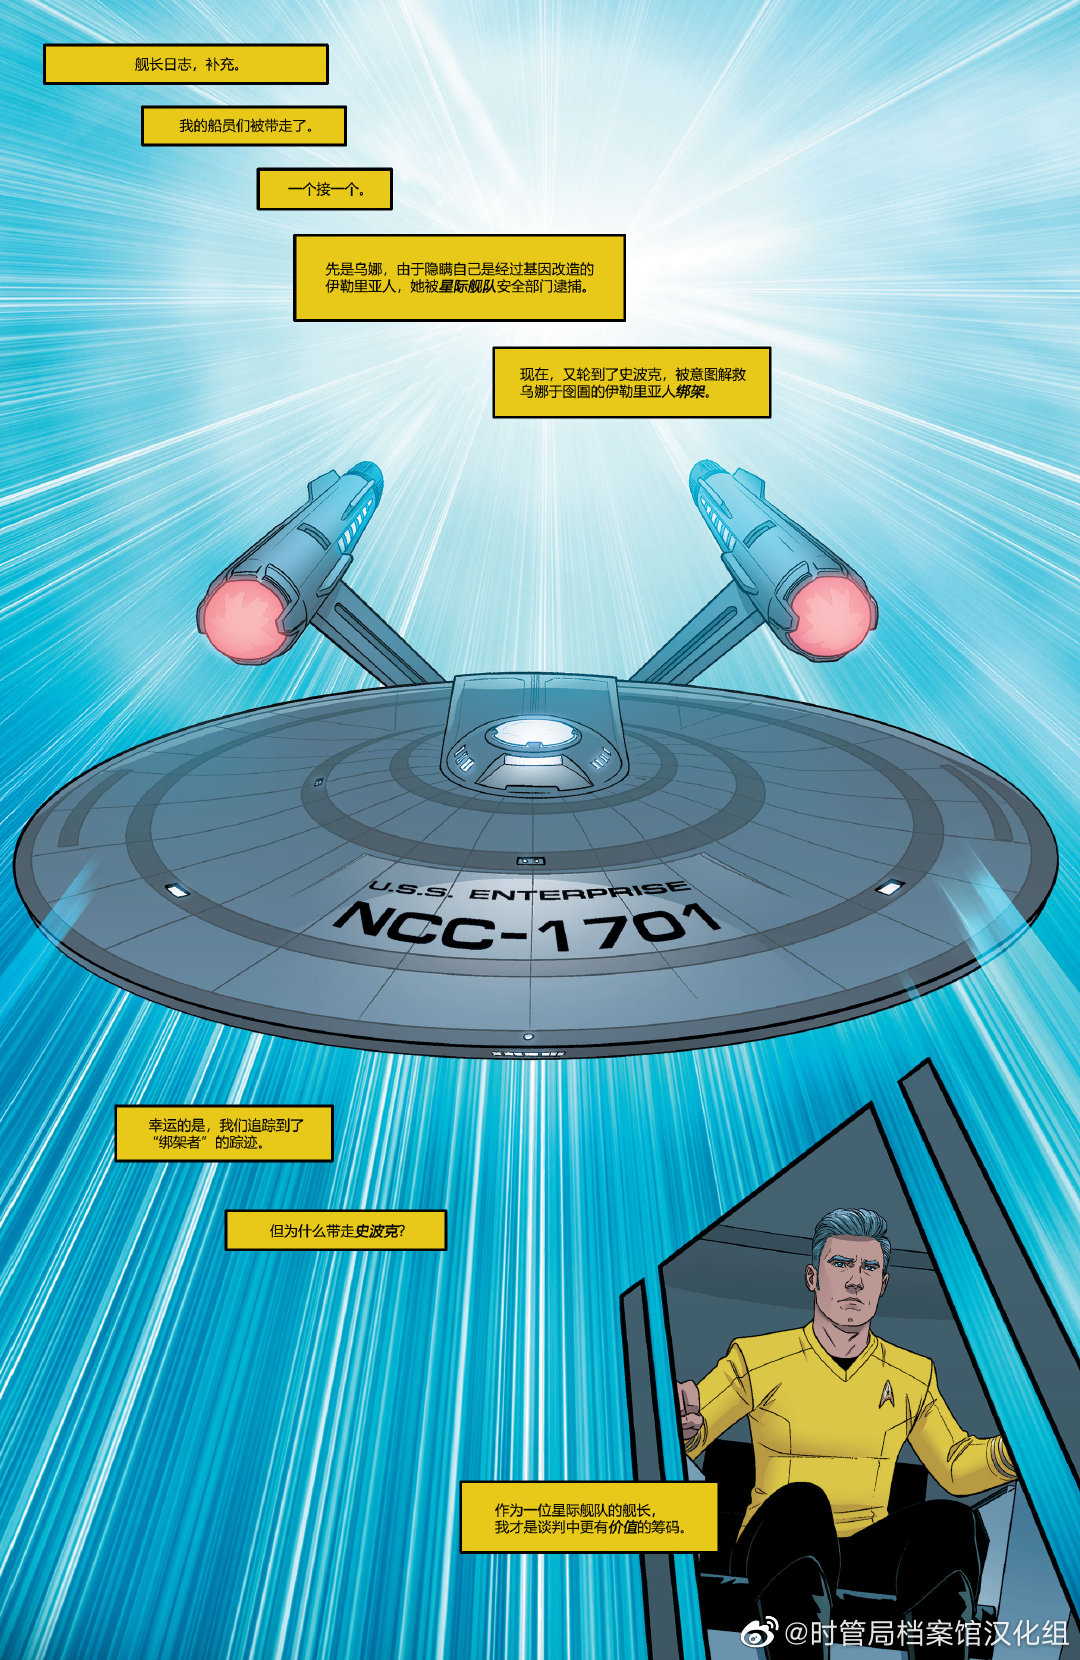 舰长日志，补充。
我的船员们被带走了。
一个接一个。
先是乌娜，由于隐瞒自己是经过基因改造的
伊勒里亚人，她被星际舰队安全部门逮捕。
现在，又轮到了史波克，被意图解救
乌娜于囹圄的伊勒里亚人绑架。
U.S.S. ENTERPRISE
NCC-1701
幸运的是，我们追踪到了
“绑架者”的踪迹。
但为什么带走史波克？
作为一位星际舰队的舰长，
我才是谈判中更有价值的筹码。
@时管局档案馆汉化组